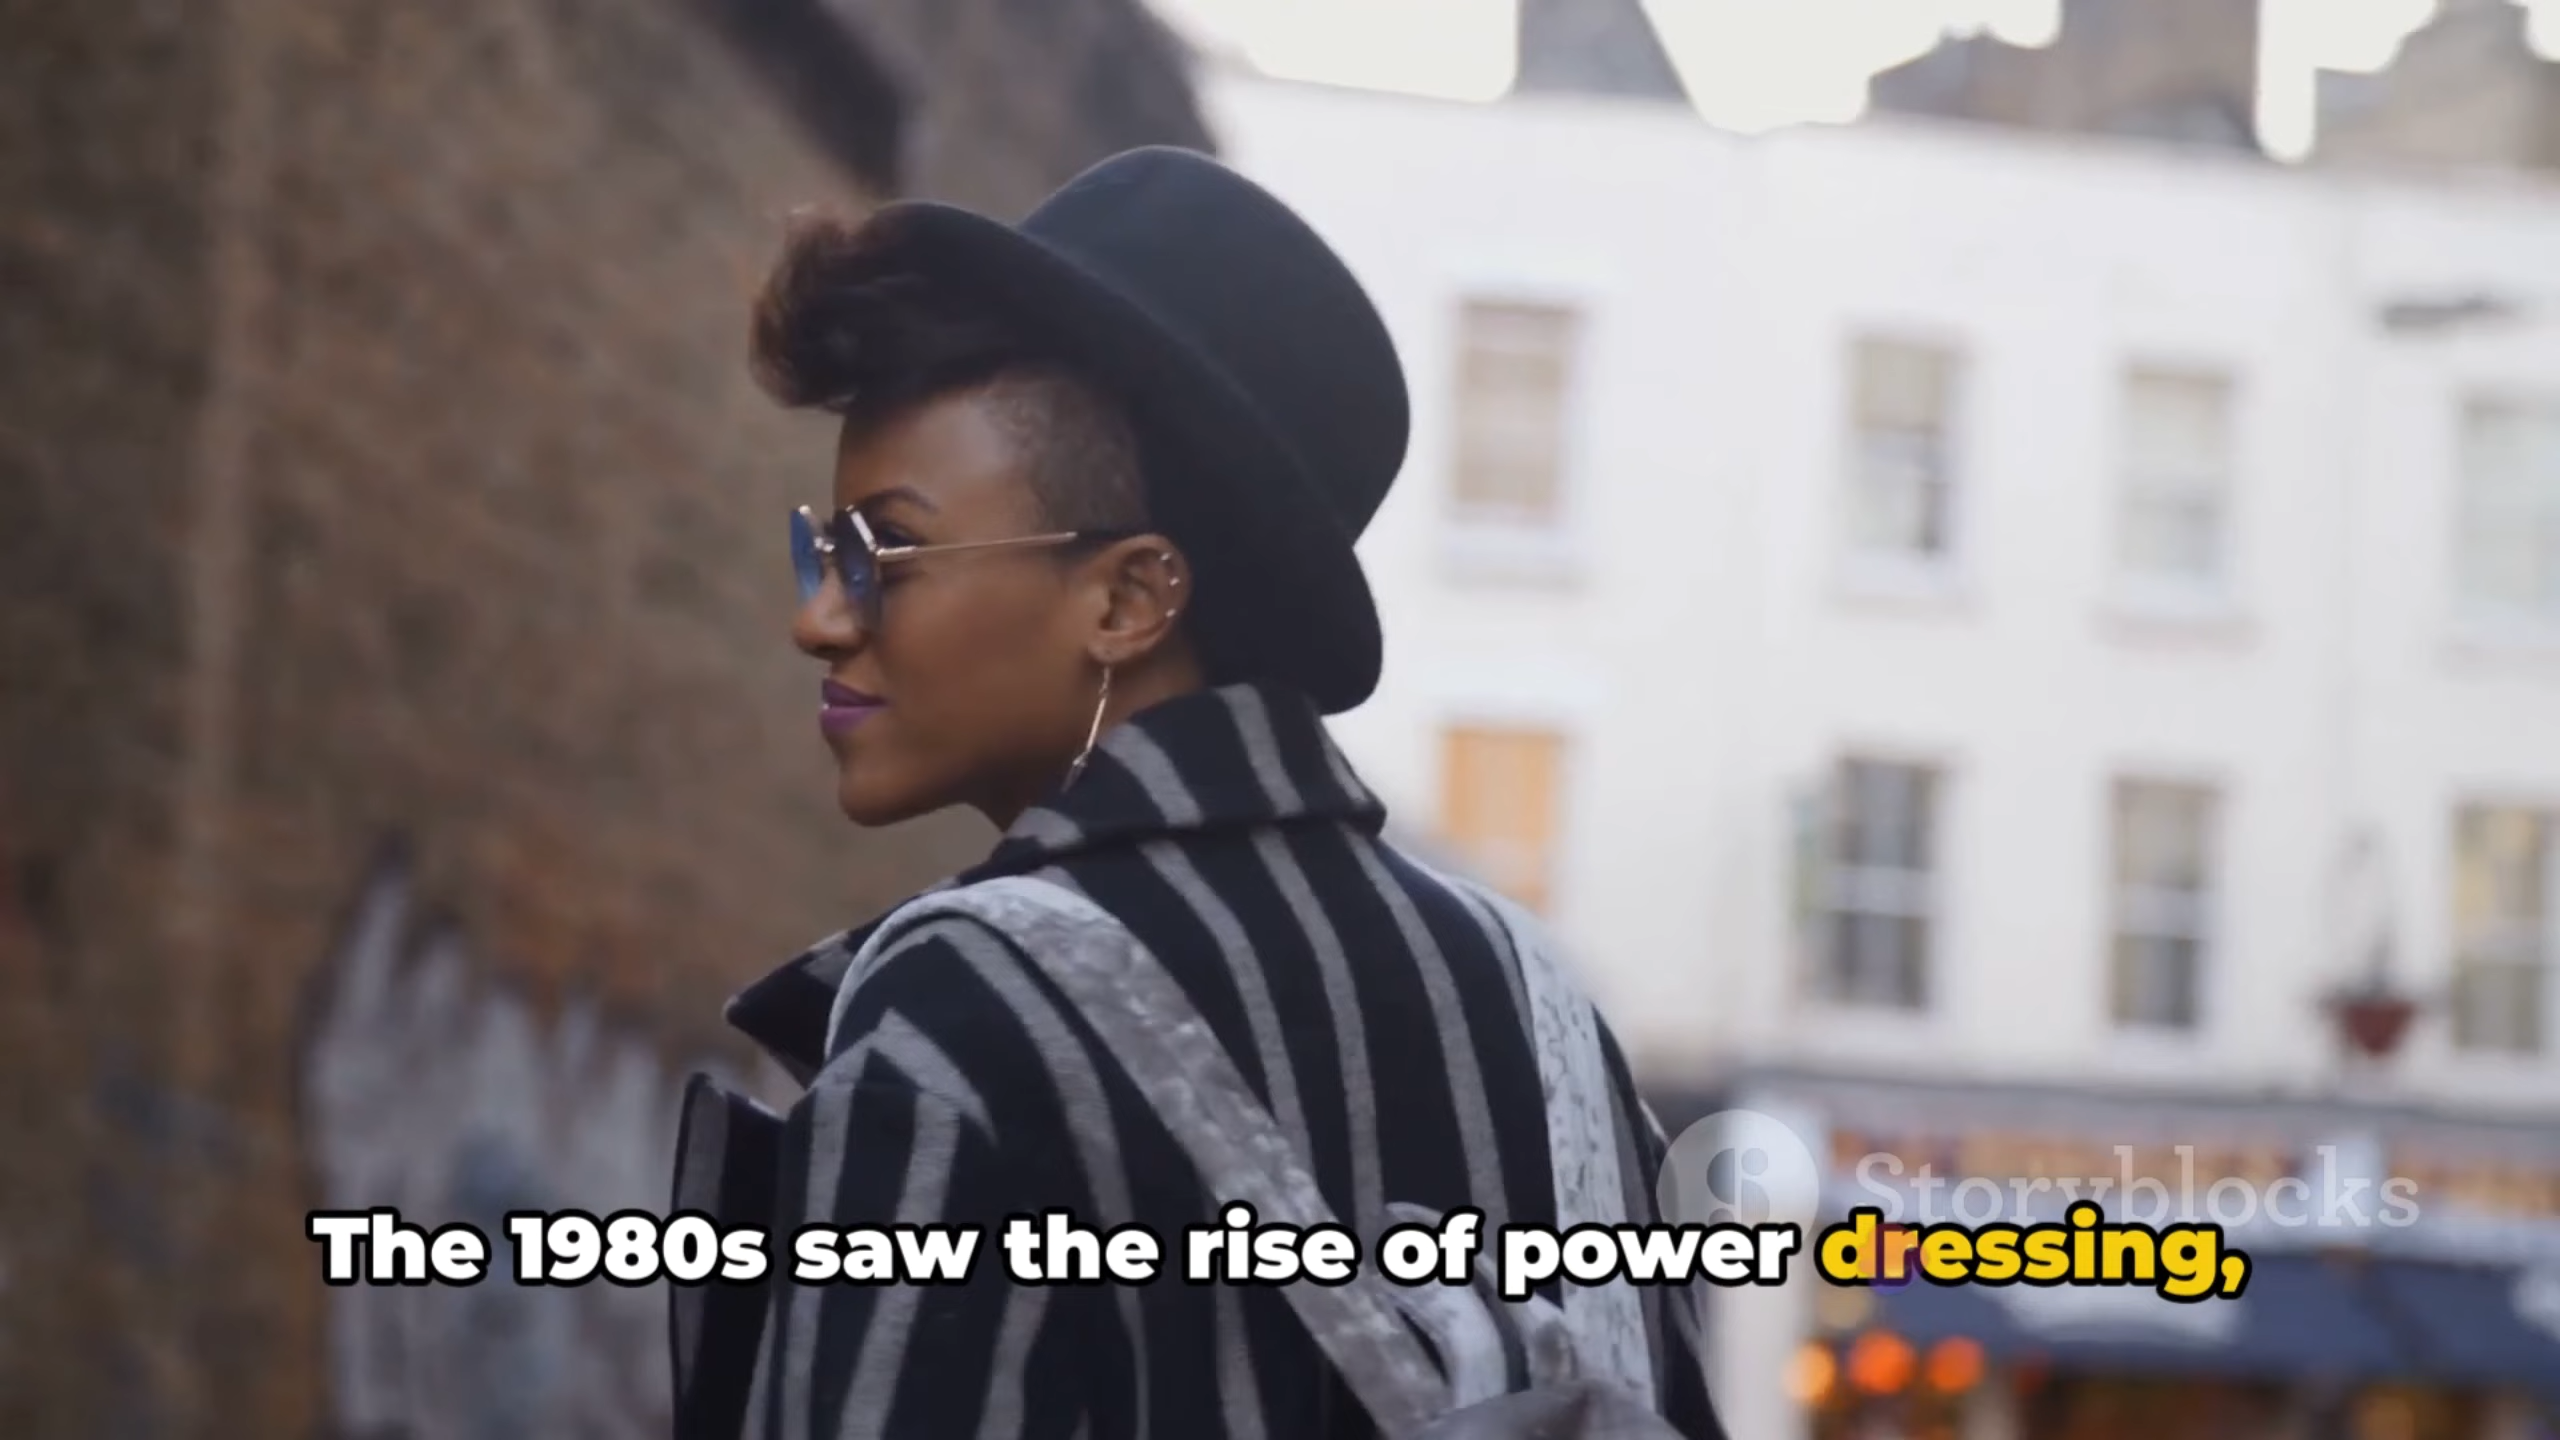 Storyblocks
The 1980s saw the rise of power dressing,